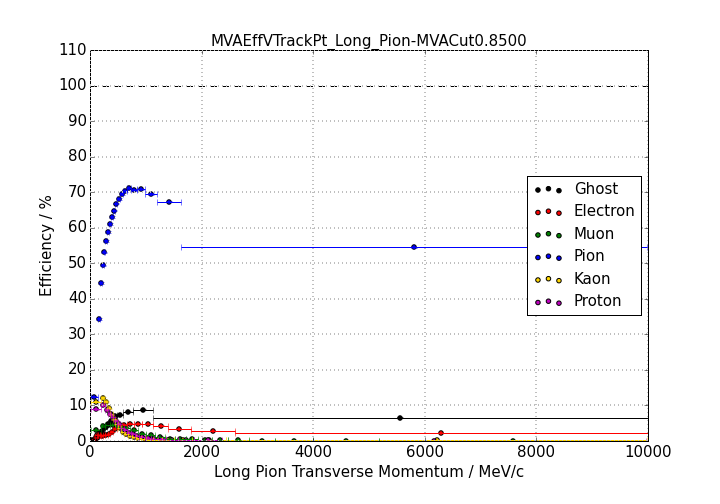 MVAEffVTrackPt_Long_Pion-MVACut0.8500
110
100
90
80
70
60
50
40
30
20
10
0
Efficiency / %
Ghost
Electron
Muon
Pion
Kaon
Proton
0 2000 4000 6000 8000 10000
Long Pion Transverse Momentum / MeV/c